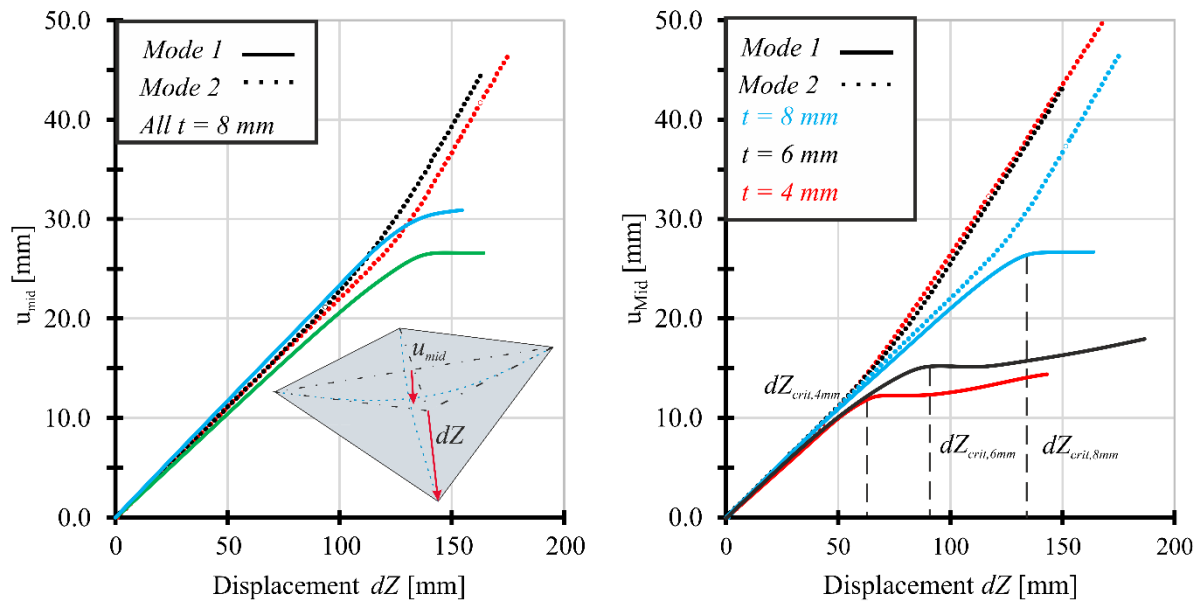 50.0
40.0
30.0
20.0
10.0
0.0
u_mid [mm]
0 50 100 150 200
Displacement dZ [mm]
Mode 1
Mode 2
All t = 8 mm
u_mid
dZ
50.0
40.0
30.0
20.0
10.0
0.0
u_Mid [mm]
0 50 100 150 200
Displacement dZ [mm]
Mode 1
Mode 2
t = 8 mm
t = 6 mm
t = 4 mm
dZ_crit,4mm
dZ_crit,6mm
dZ_crit,8mm